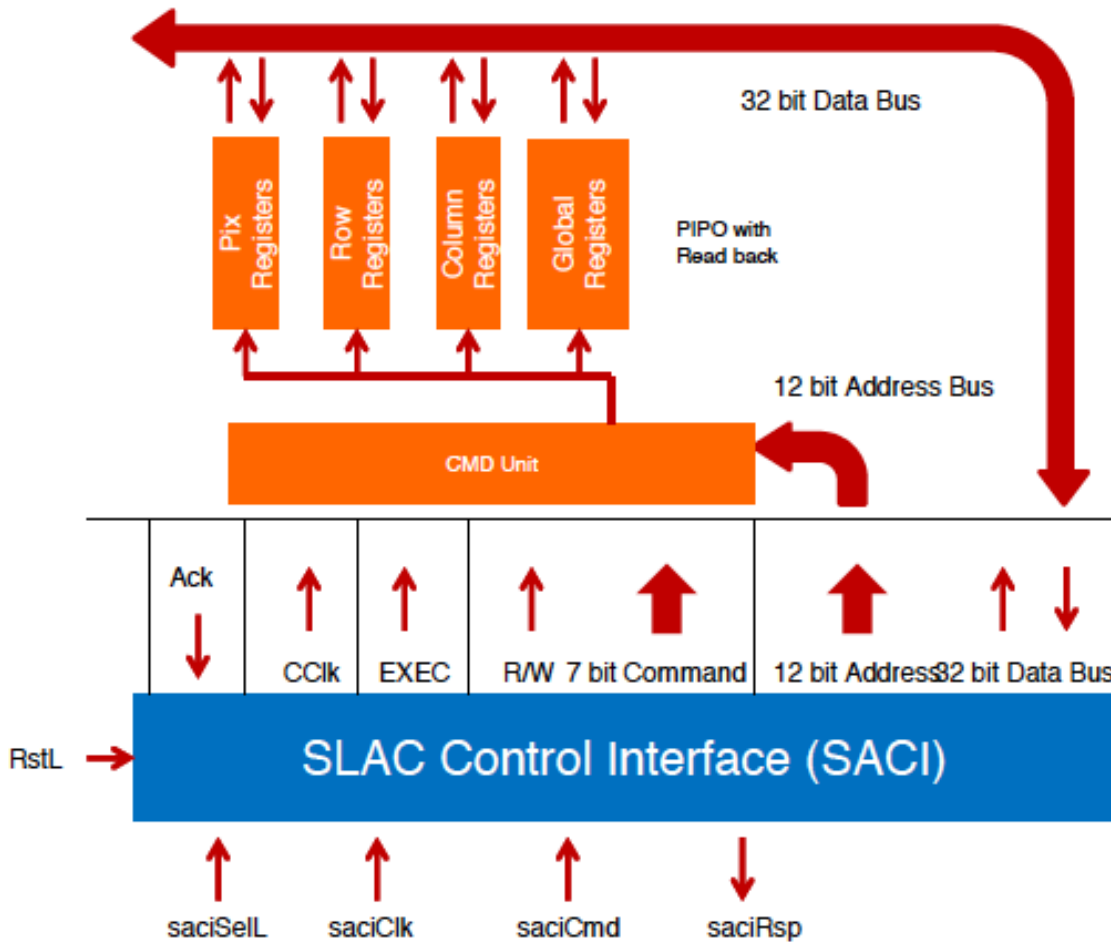 32 bit Data Bus
Pix
Registers
Row
Registers
Column
Registers
Global
Registers
PIPO with
Read back
12 bit Address Bus
CMD Unit
Ack
CClk
EXEC
R/W
7 bit Command
12 bit Address
32 bit Data Bus
RstL
SLAC Control Interface (SACI)
saciSelL
saciClk
saciCmd
saciRsp